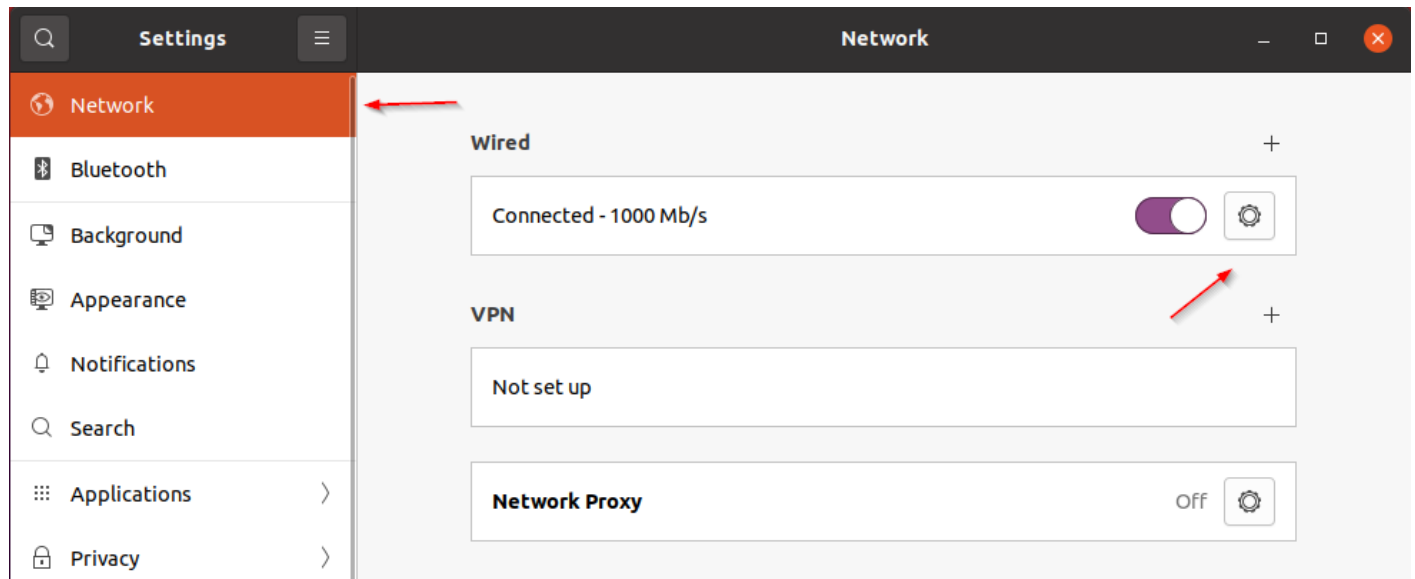 Settings
Network
Network
Bluetooth
Background
Appearance
Notifications
Search
Applications
Privacy
Wired
Connected - 1000 Mb/s
VPN
Not set up
Network Proxy
Off